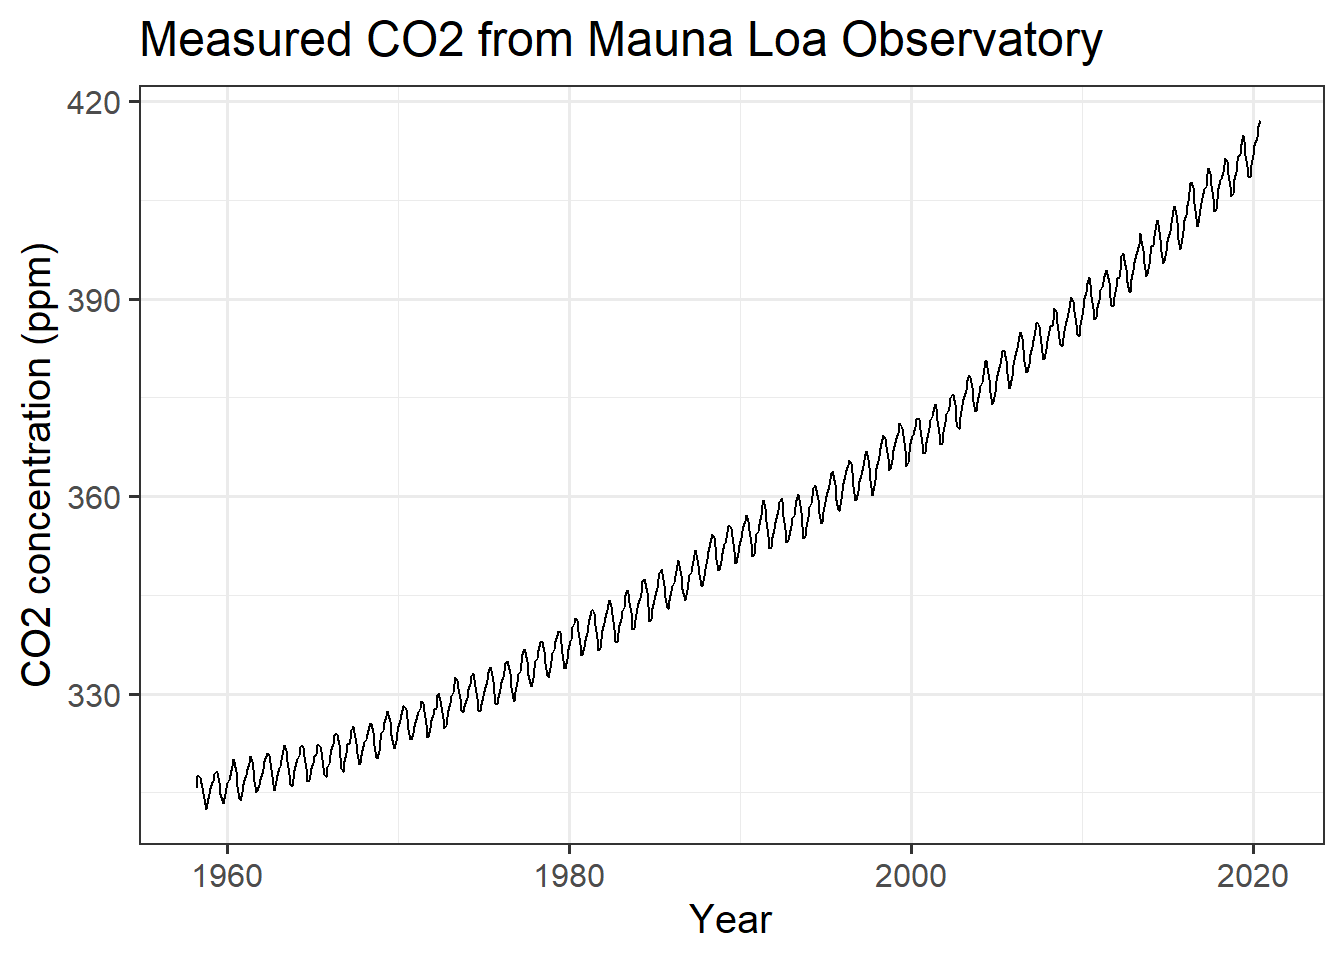 Measured CO2 from Mauna Loa Observatory
420
390
360
330
CO2 concentration (ppm)
1960 1980 2000 2020
Year